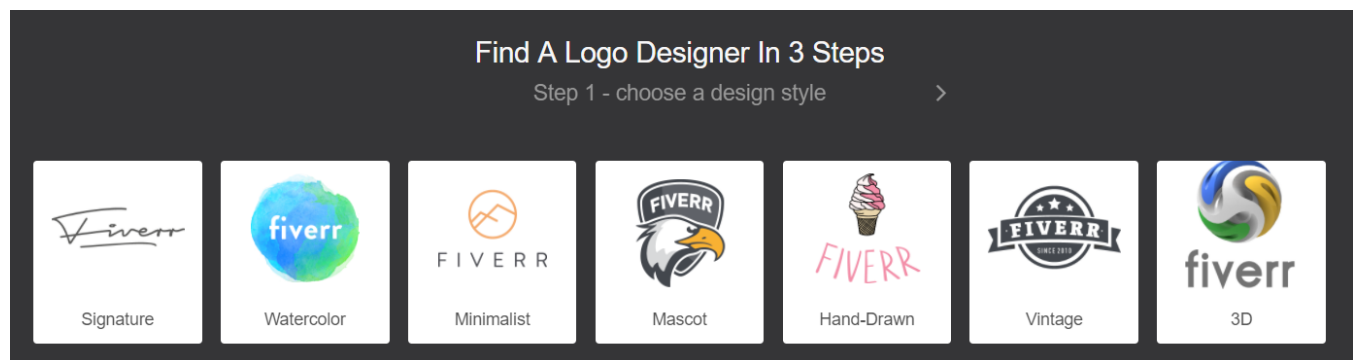 Find A Logo Designer In 3 Steps
Step 1 - choose a design style
Fiverr
fiverr
FIVERR
FIVERR
FIVERR
FIVERR
SINCE 2010
fiverr
Signature
Watercolor
Minimalist
Mascot
Hand-Drawn
Vintage
3D